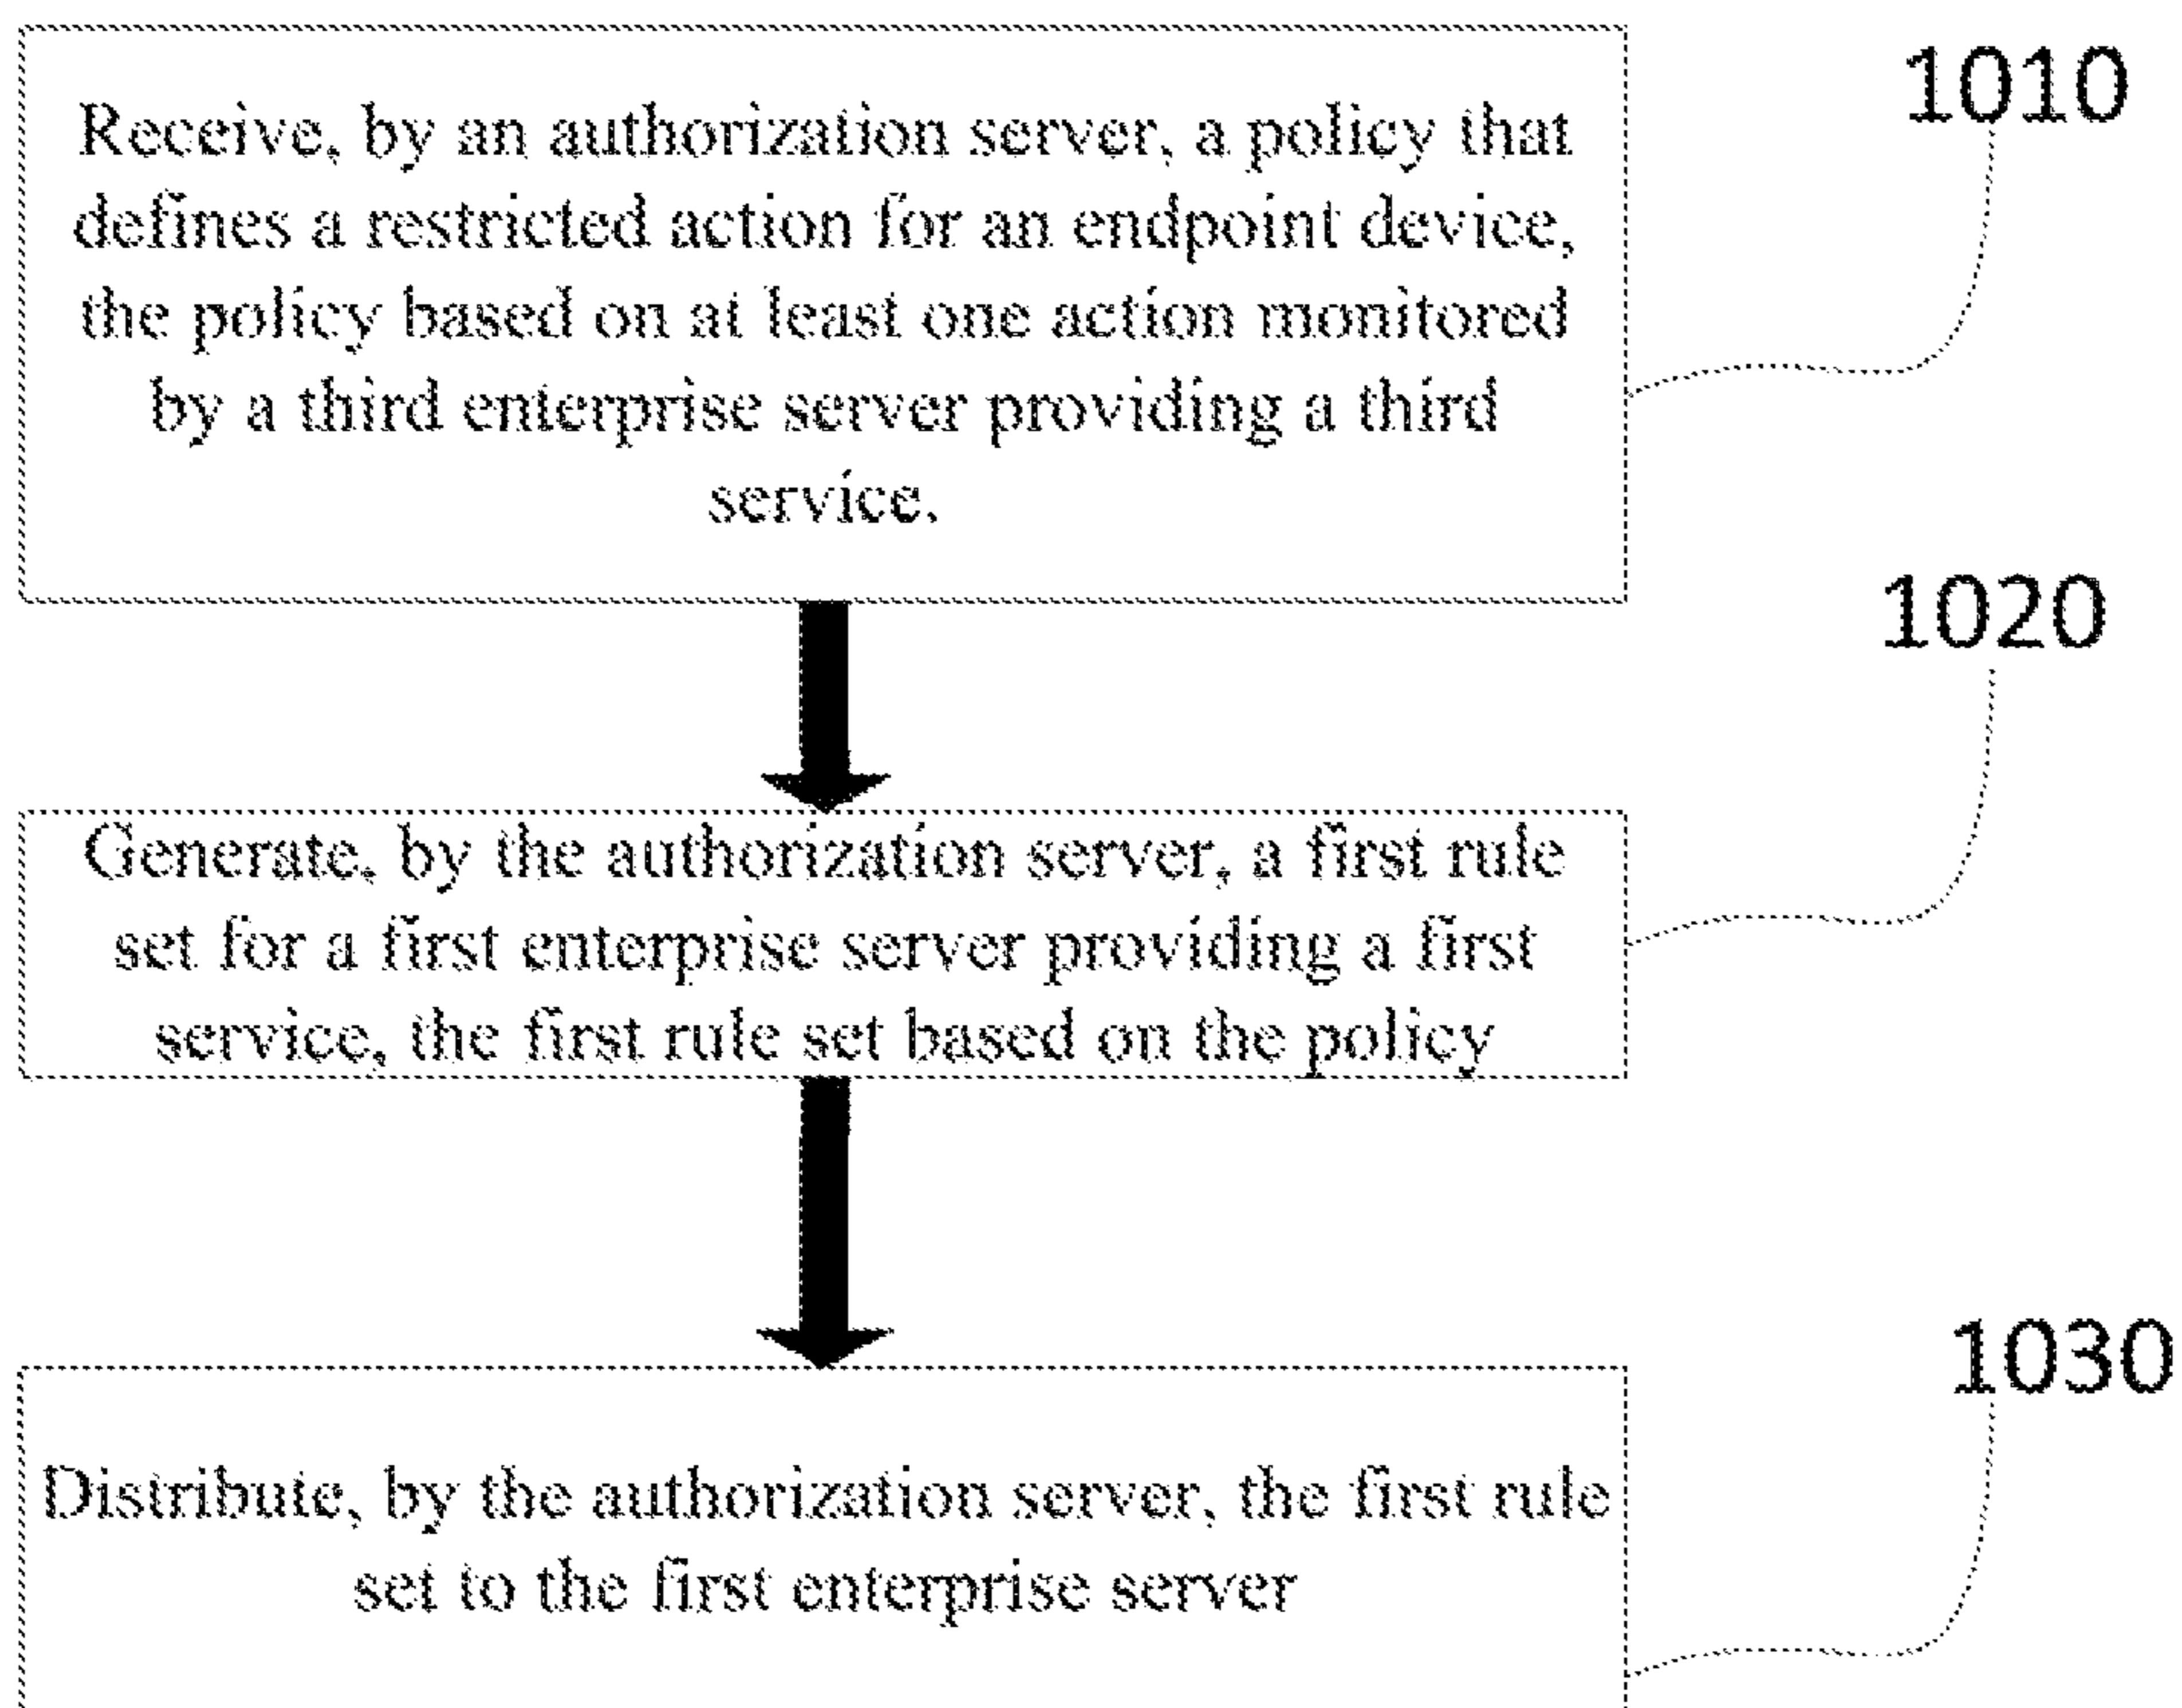 1010
Receive, by an authorization server, a policy that
defines a restricted action for an endpoint device,
the policy based on at least one action monitored
by a third enterprise server providing a third
service.
1020
Generate, by the authorization server, a first rule
set for a first enterprise server providing a first
service, the first rule set based on the policy
1030
Distribute, by the authorization server, the first rule
set to the first enterprise server